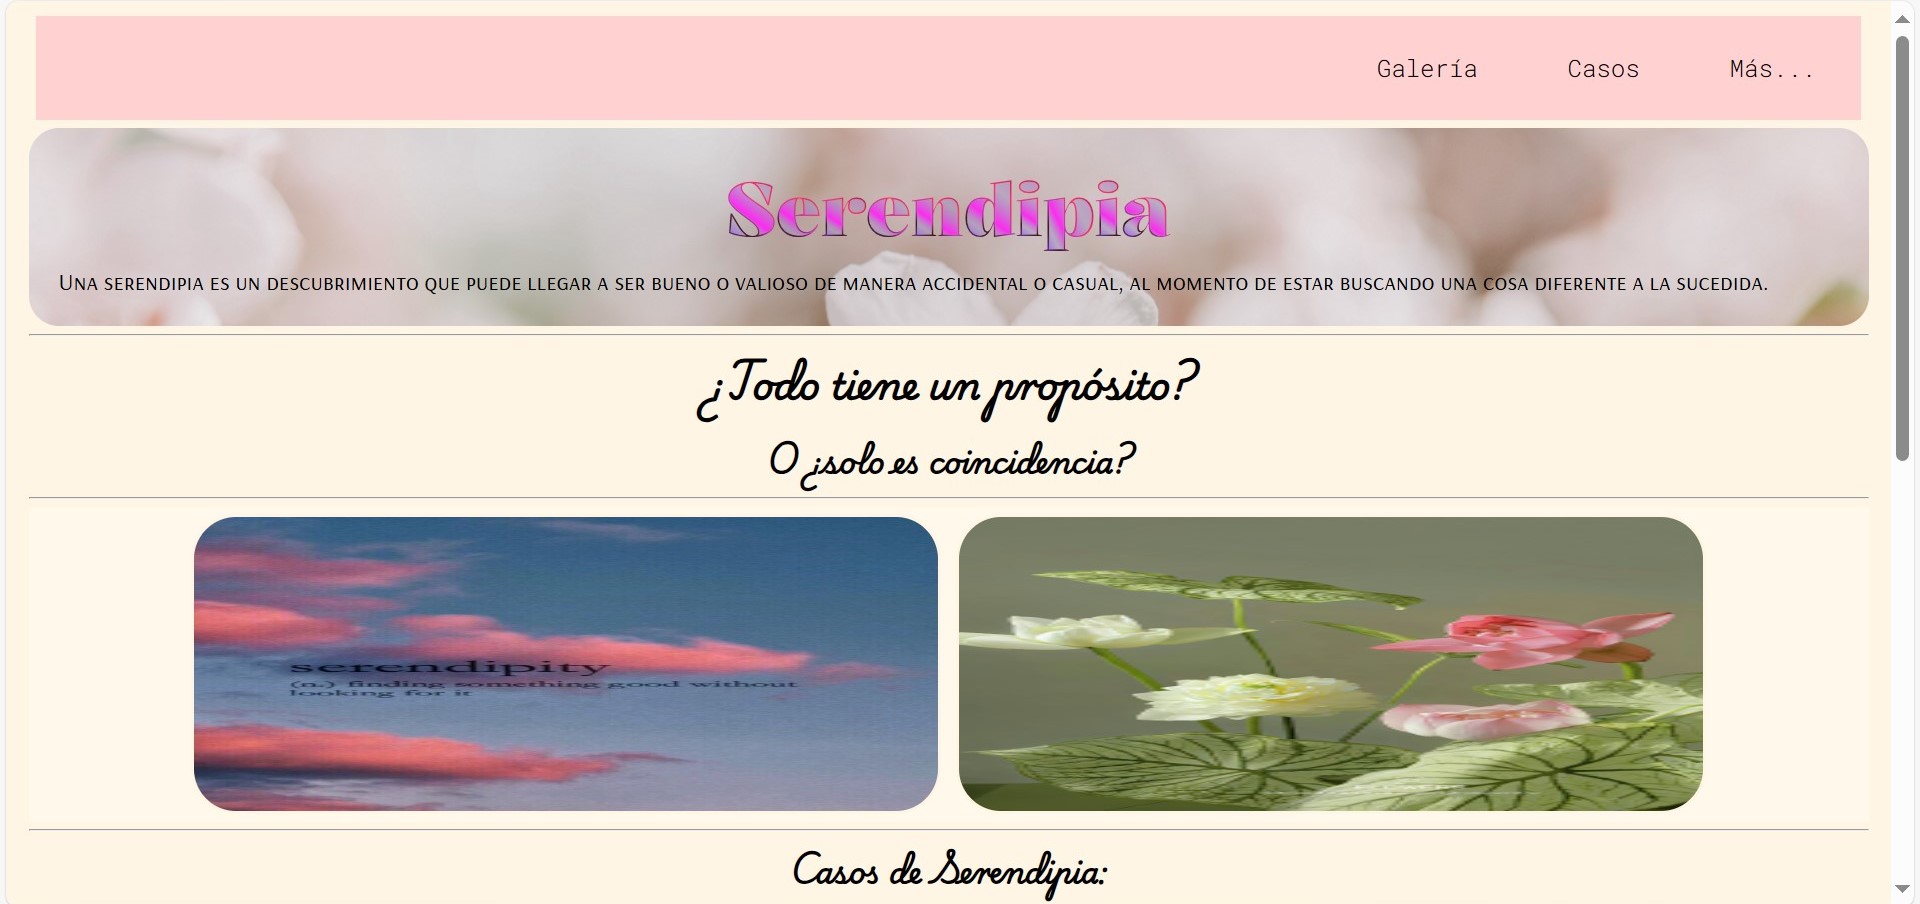 Galería Casos Más...
Serendipia
Una serendipia es un descubrimiento que puede llegar a ser bueno o valioso de manera accidental o casual, al momento de estar buscando una cosa diferente a la sucedida.
¿Todo tiene un propósito?
O ¿solo es coincidencia?
serendipity
(n.) finding something good without
looking for it
Casos de Serendipia: